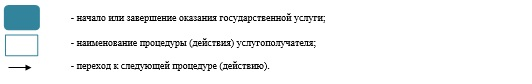 - начало или завершение оказания государственной услуги;
- наименование процедуры (действия) услугополучателя;
- переход к следующей процедуре (действию).